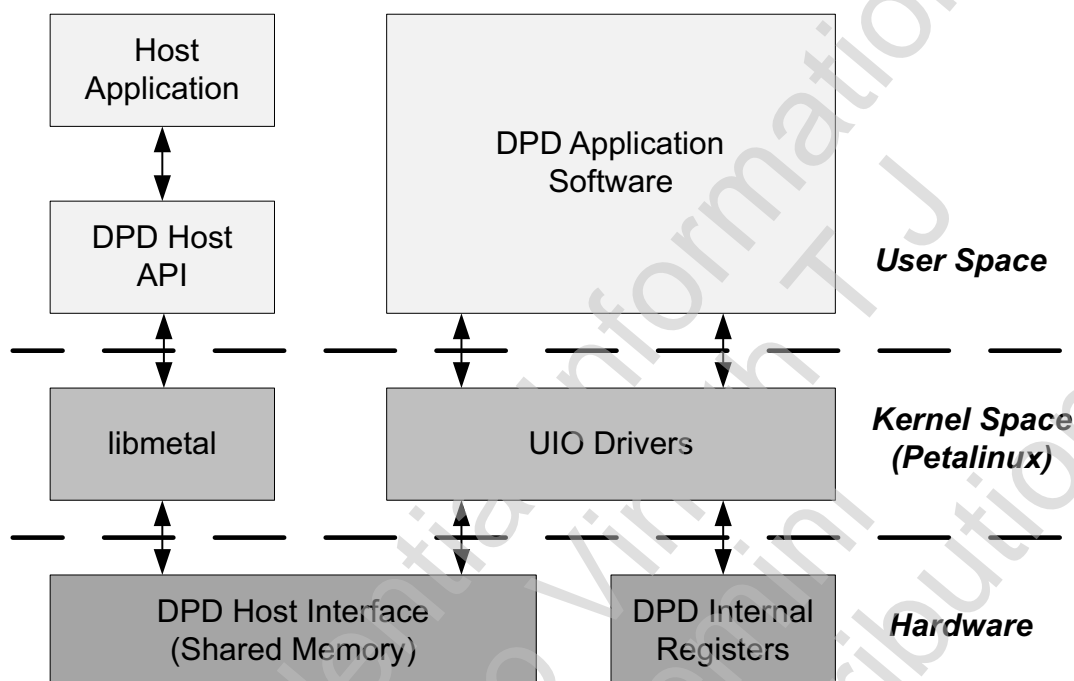 Host
Application
DPD Application
Software
DPD Host
API
User Space
libmetal
UIO Drivers
Kernel Space
(Petalinux)
DPD Host Interface
(Shared Memory)
DPD Internal
Registers
Hardware
T J